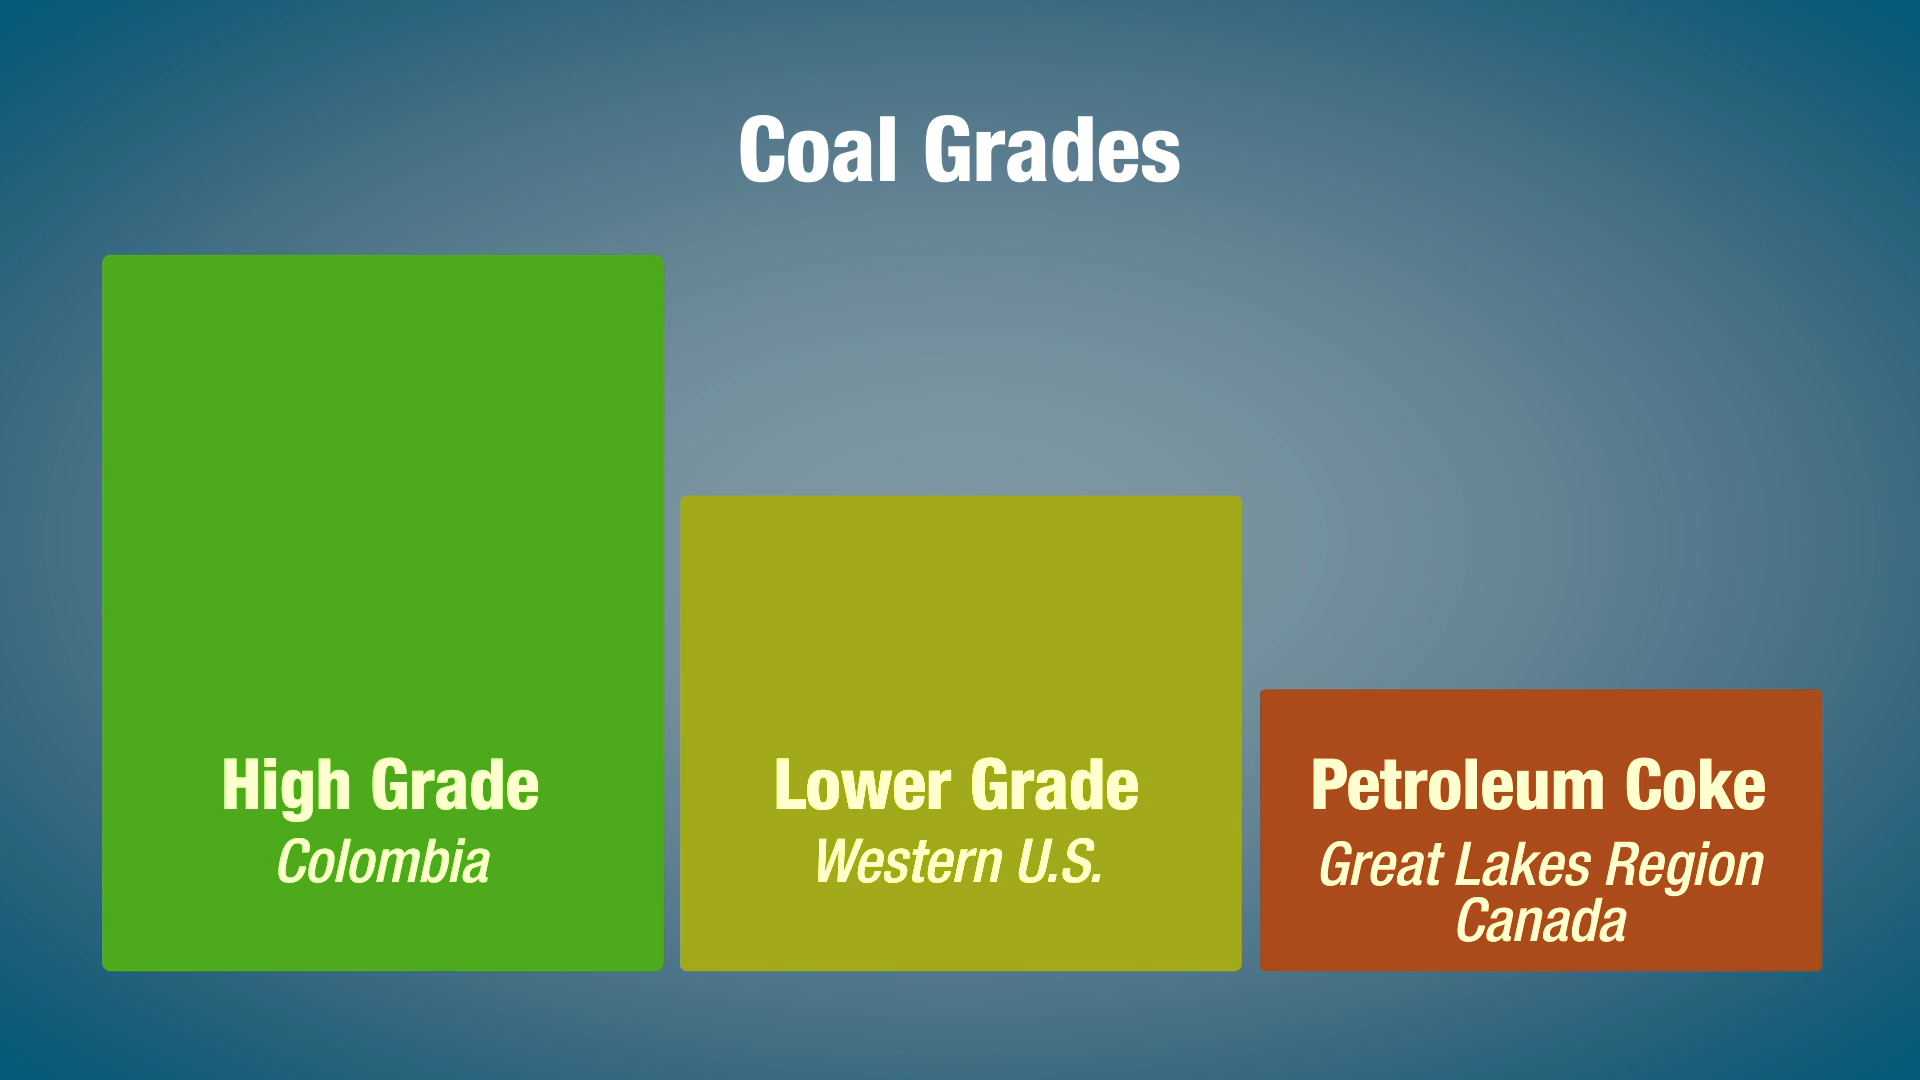 Coal Grades
High Grade
Colombia
Lower Grade
Western U.S.
Petroleum Coke
Great Lakes Region
Canada